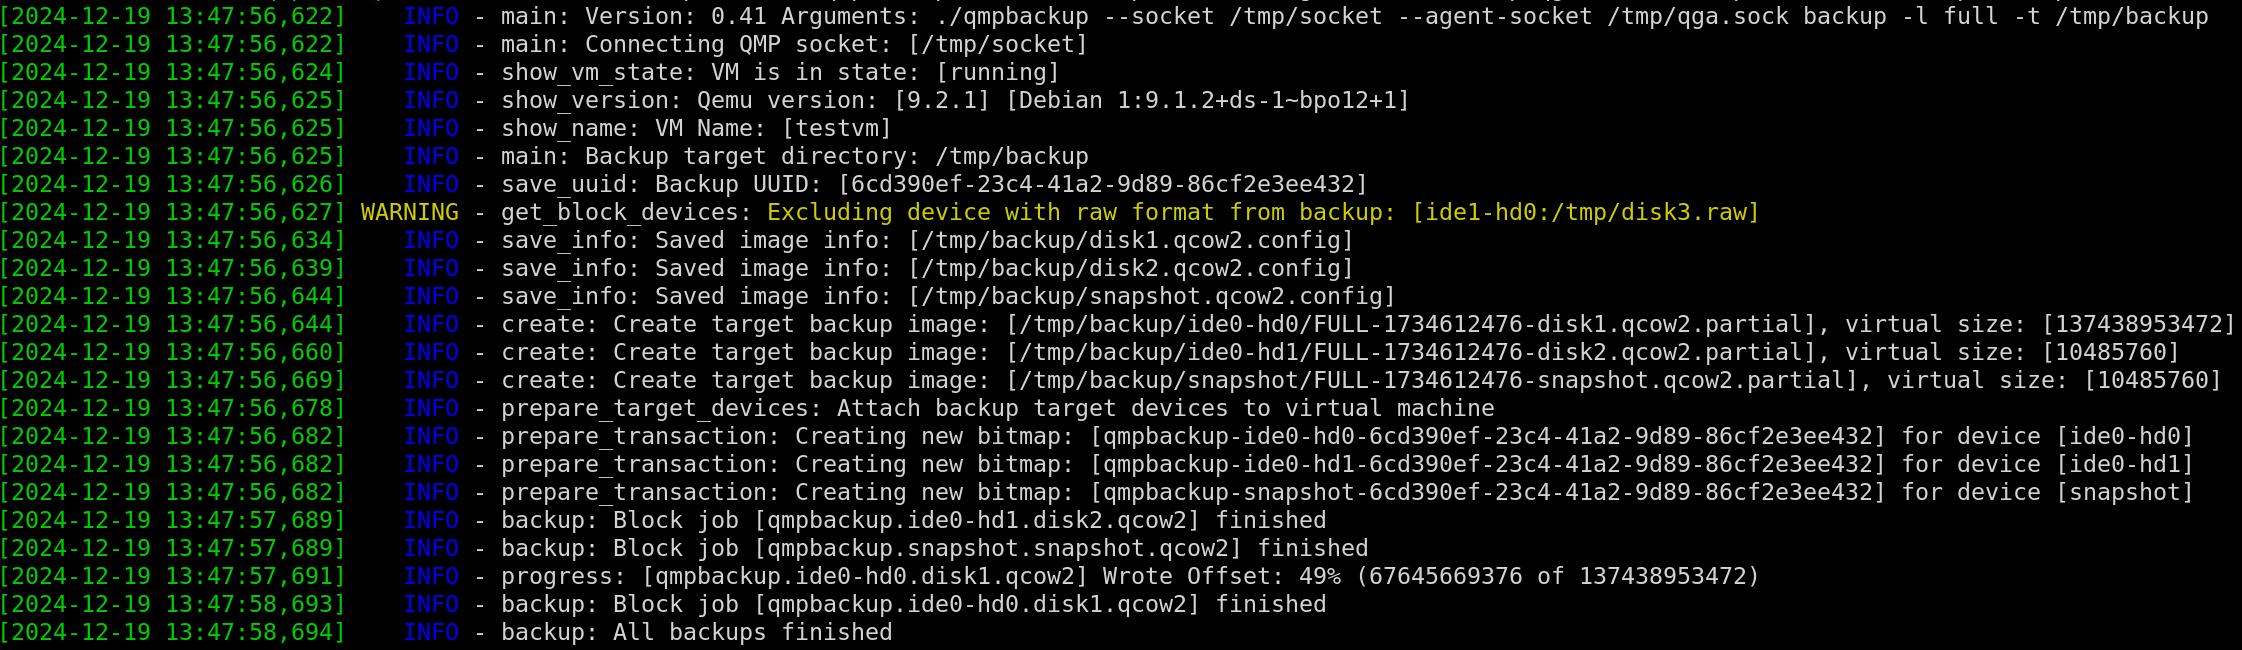 [2024-12-19 13:47:56,622]    INFO - main: Version: 0.41 Arguments: ./qmpbackup --socket /tmp/socket --agent-socket /tmp/qga.sock backup -l full -t /tmp/backup
[2024-12-19 13:47:56,622]    INFO - main: Connecting QMP socket: [/tmp/socket]
[2024-12-19 13:47:56,624]    INFO - show_vm_state: VM is in state: [running]
[2024-12-19 13:47:56,625]    INFO - show_version: Qemu version: [9.2.1] [Debian 1:9.1.2+ds-1~bpo12+1]
[2024-12-19 13:47:56,625]    INFO - show_name: VM Name: [testvm]
[2024-12-19 13:47:56,625]    INFO - main: Backup target directory: /tmp/backup
[2024-12-19 13:47:56,626]    INFO - save_uuid: Backup UUID: [6cd390ef-23c4-41a2-9d89-86cf2e3ee432]
[2024-12-19 13:47:56,627] WARNING - get_block_devices: Excluding device with raw format from backup: [ide1-hd0:/tmp/disk3.raw]
[2024-12-19 13:47:56,634]    INFO - save_info: Saved image info: [/tmp/backup/disk1.qcow2.config]
[2024-12-19 13:47:56,639]    INFO - save_info: Saved image info: [/tmp/backup/disk2.qcow2.config]
[2024-12-19 13:47:56,644]    INFO - save_info: Saved image info: [/tmp/backup/snapshot.qcow2.config]
[2024-12-19 13:47:56,644]    INFO - create: Create target backup image: [/tmp/backup/ide0-hd0/FULL-1734612476-disk1.qcow2.partial], virtual size: [137438953472]
[2024-12-19 13:47:56,660]    INFO - create: Create target backup image: [/tmp/backup/ide0-hd1/FULL-1734612476-disk2.qcow2.partial], virtual size: [10485760]
[2024-12-19 13:47:56,669]    INFO - create: Create target backup image: [/tmp/backup/snapshot/FULL-1734612476-snapshot.qcow2.partial], virtual size: [10485760]
[2024-12-19 13:47:56,678]    INFO - prepare_target_devices: Attach backup target devices to virtual machine
[2024-12-19 13:47:56,682]    INFO - prepare_transaction: Creating new bitmap: [qmpbackup-ide0-hd0-6cd390ef-23c4-41a2-9d89-86cf2e3ee432] for device [ide0-hd0]
[2024-12-19 13:47:56,682]    INFO - prepare_transaction: Creating new bitmap: [qmpbackup-ide0-hd1-6cd390ef-23c4-41a2-9d89-86cf2e3ee432] for device [ide0-hd1]
[2024-12-19 13:47:56,682]    INFO - prepare_transaction: Creating new bitmap: [qmpbackup-snapshot-6cd390ef-23c4-41a2-9d89-86cf2e3ee432] for device [snapshot]
[2024-12-19 13:47:57,689]    INFO - backup: Block job [qmpbackup.ide0-hd1.disk2.qcow2] finished
[2024-12-19 13:47:57,689]    INFO - backup: Block job [qmpbackup.snapshot.snapshot.qcow2] finished
[2024-12-19 13:47:57,691]    INFO - progress: [qmpbackup.ide0-hd0.disk1.qcow2] Wrote Offset: 49% (67645669376 of 137438953472)
[2024-12-19 13:47:58,693]    INFO - backup: Block job [qmpbackup.ide0-hd0.disk1.qcow2] finished
[2024-12-19 13:47:58,694]    INFO - backup: All backups finished